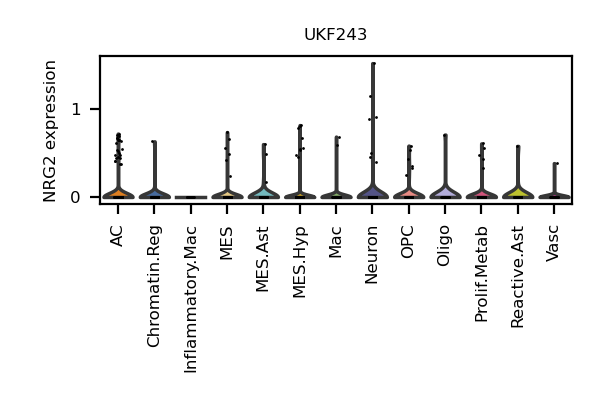 UKF243
NRG2 expression
1
0
AC
Chromatin.Reg
Inflammatory.Mac
MES
MES.Ast
MES.Hyp
Mac
Neuron
OPC
Oligo
Prolif.Metab
Reactive.Ast
Vasc